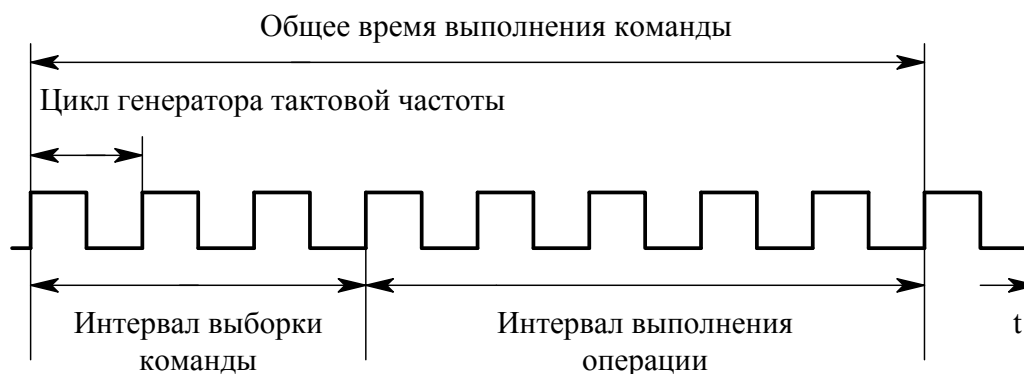 Общее время выполнения команды
Цикл генератора тактовой частоты
Интервал выборки
команды
Интервал выполнения
операции
t